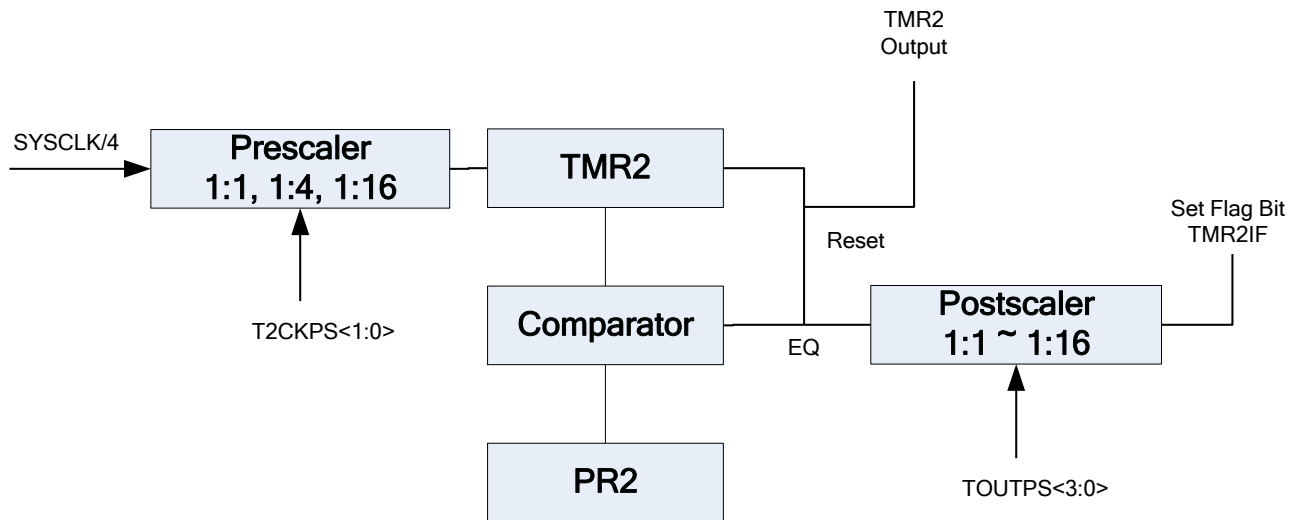 TMR2
Output
SYSCLK/4
Prescaler
1:1, 1:4, 1:16
TMR2
Set Flag Bit
TMR2IF
Reset
T2CKPS<1:0>
Comparator
EQ
Postscaler
1:1 ~ 1:16
PR2
TOUTPS<3:0>